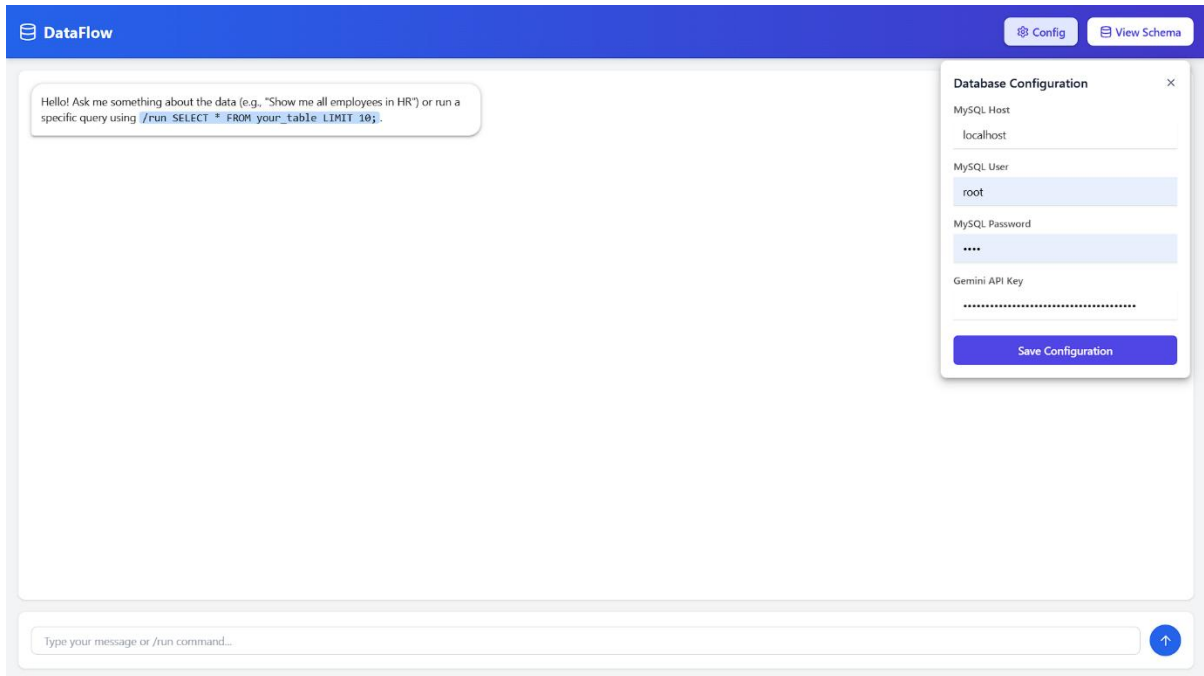 DataFlow
Config
View Schema
Hello! Ask me something about the data (e.g., "Show me all employees in HR") or run a
specific query using /run SELECT * FROM your_table LIMIT 10; .
Database Configuration
MySQL Host
localhost
MySQL User
root
MySQL Password
••••
Gemini API Key
•••••••••••••••••••••••••••••••••••••••
Save Configuration
Type your message or /run command...